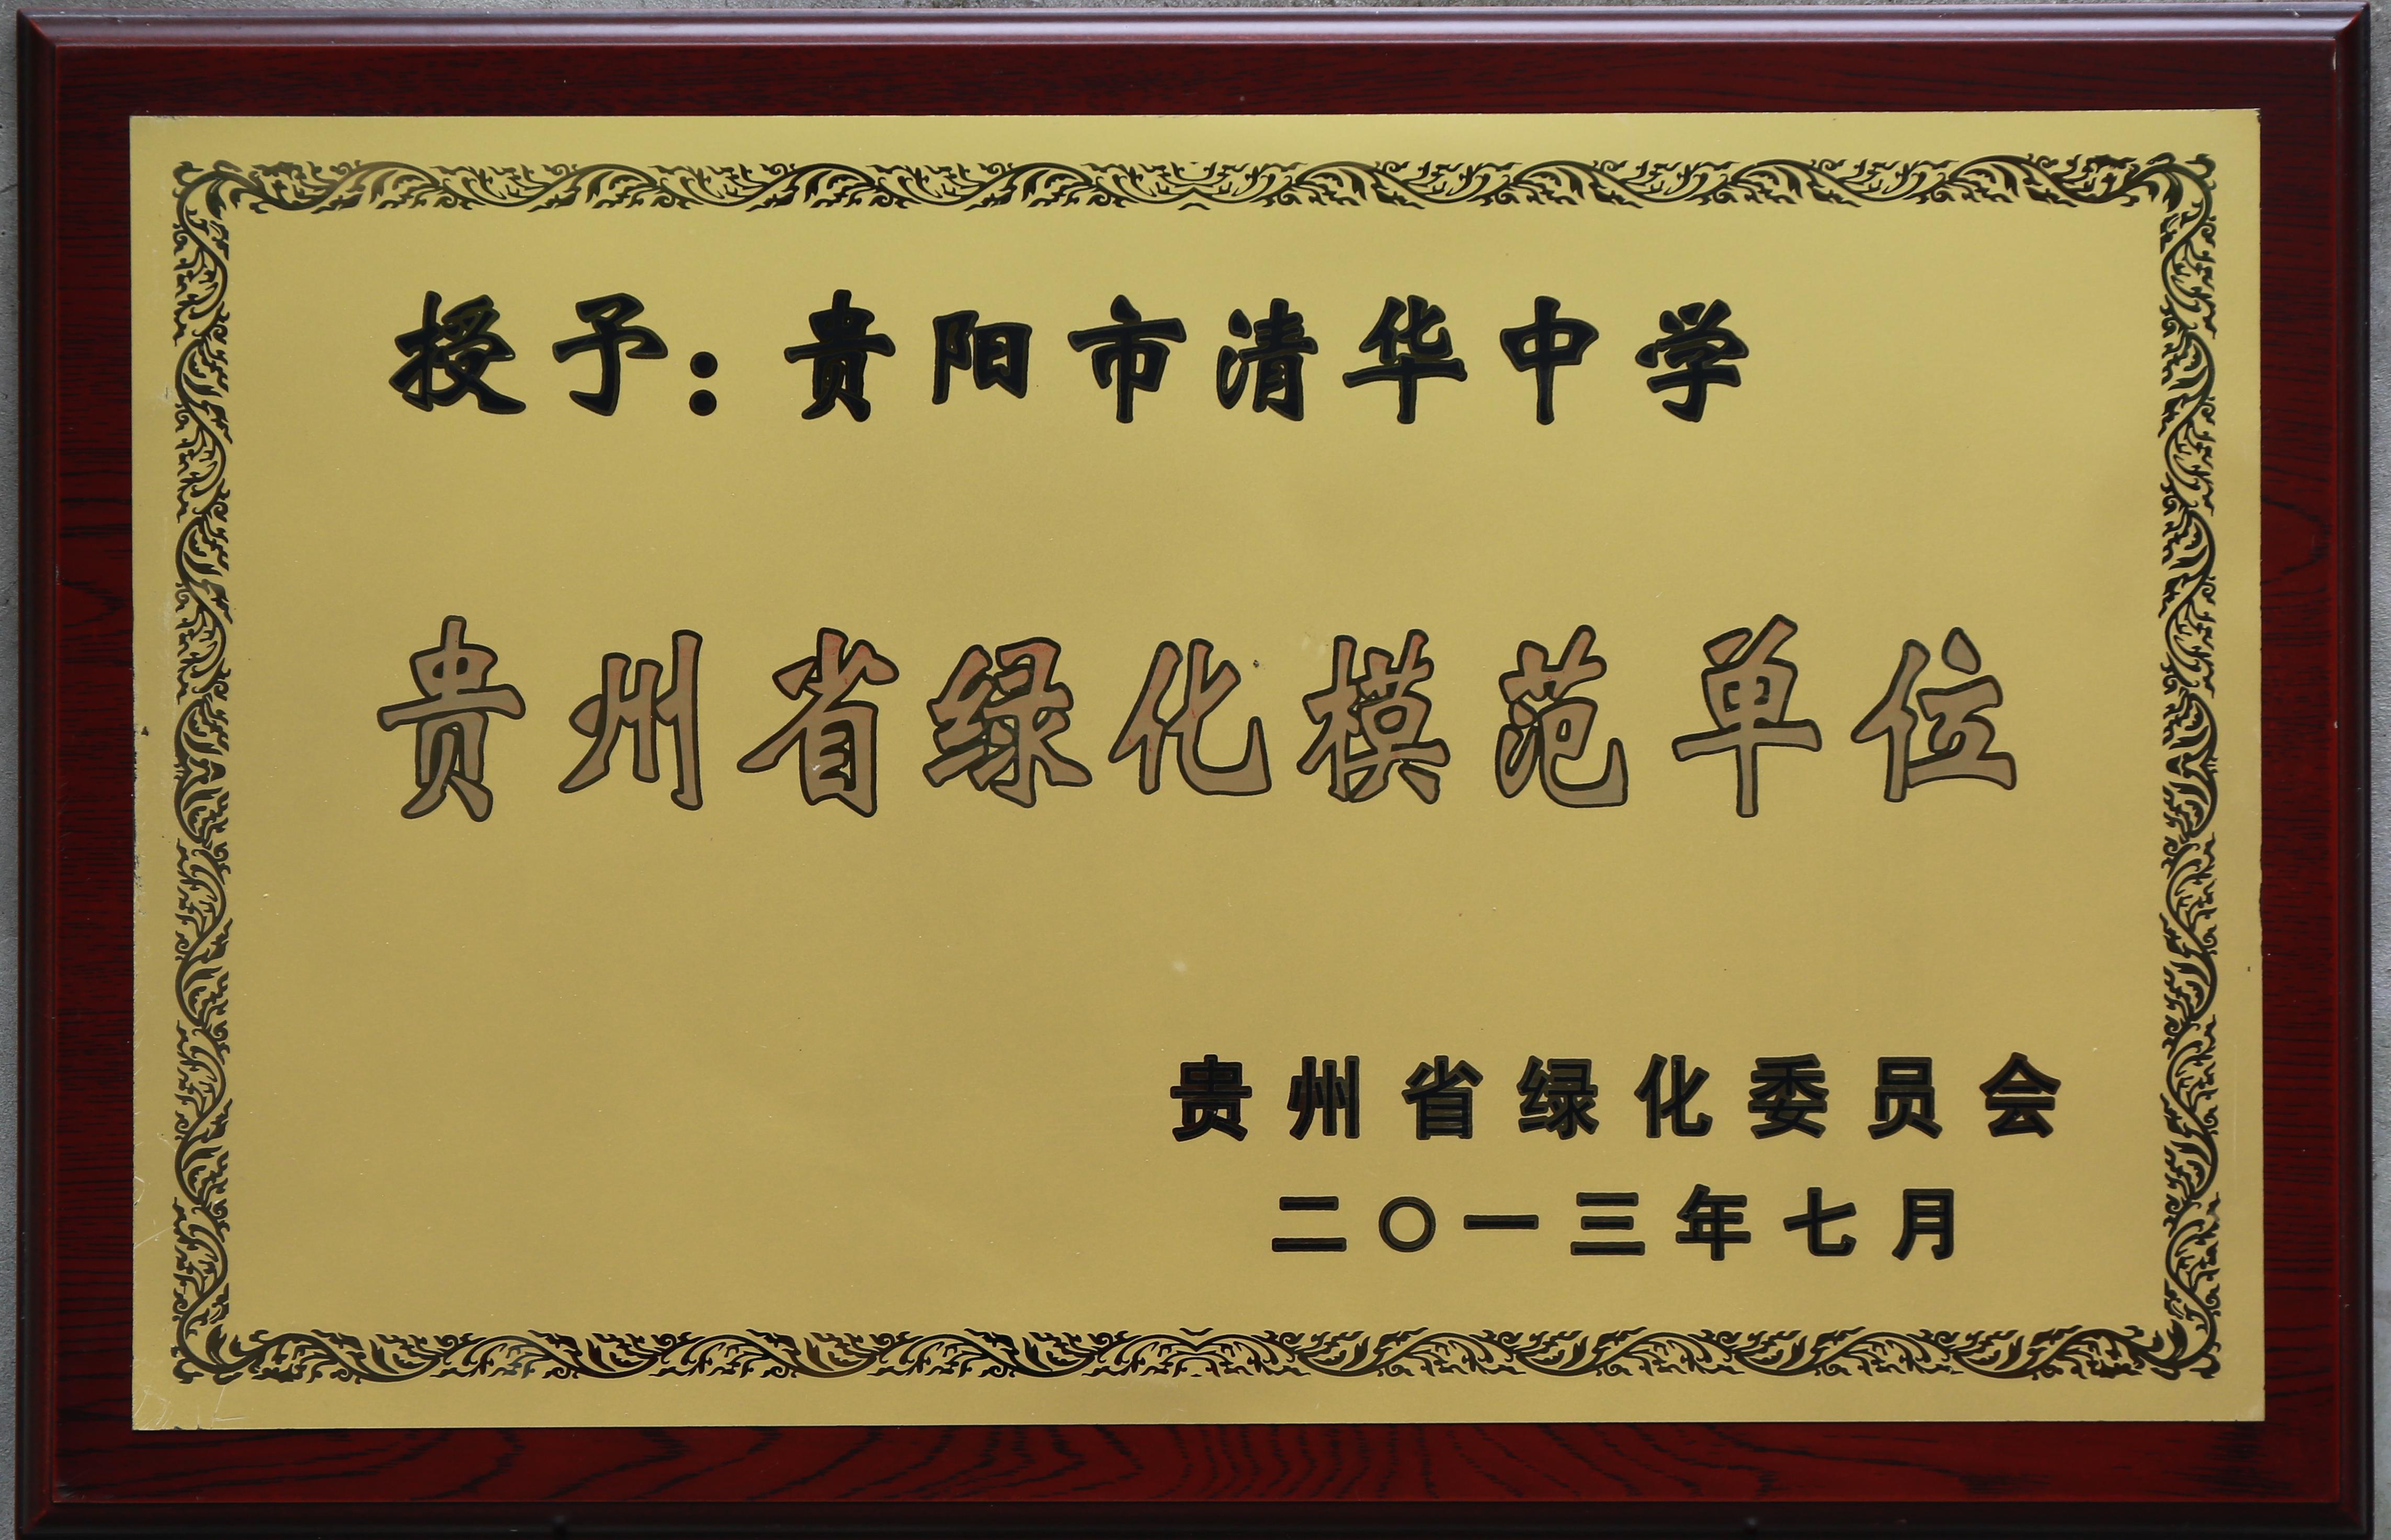 授予：贵阳市清华中学
贵州省绿化模范单位
贵州省绿化委员会
二〇一三年七月